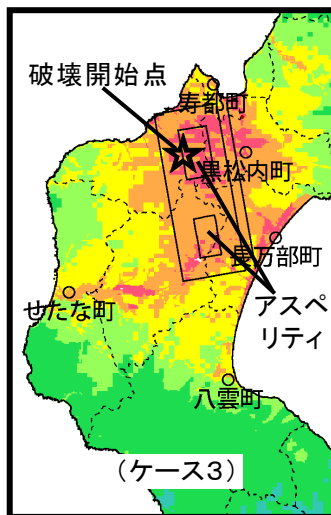 破壊開始点
寿都町
黒松内町
長万部町
アスペ
リティ
せたな町
八雲町
（ケース3）